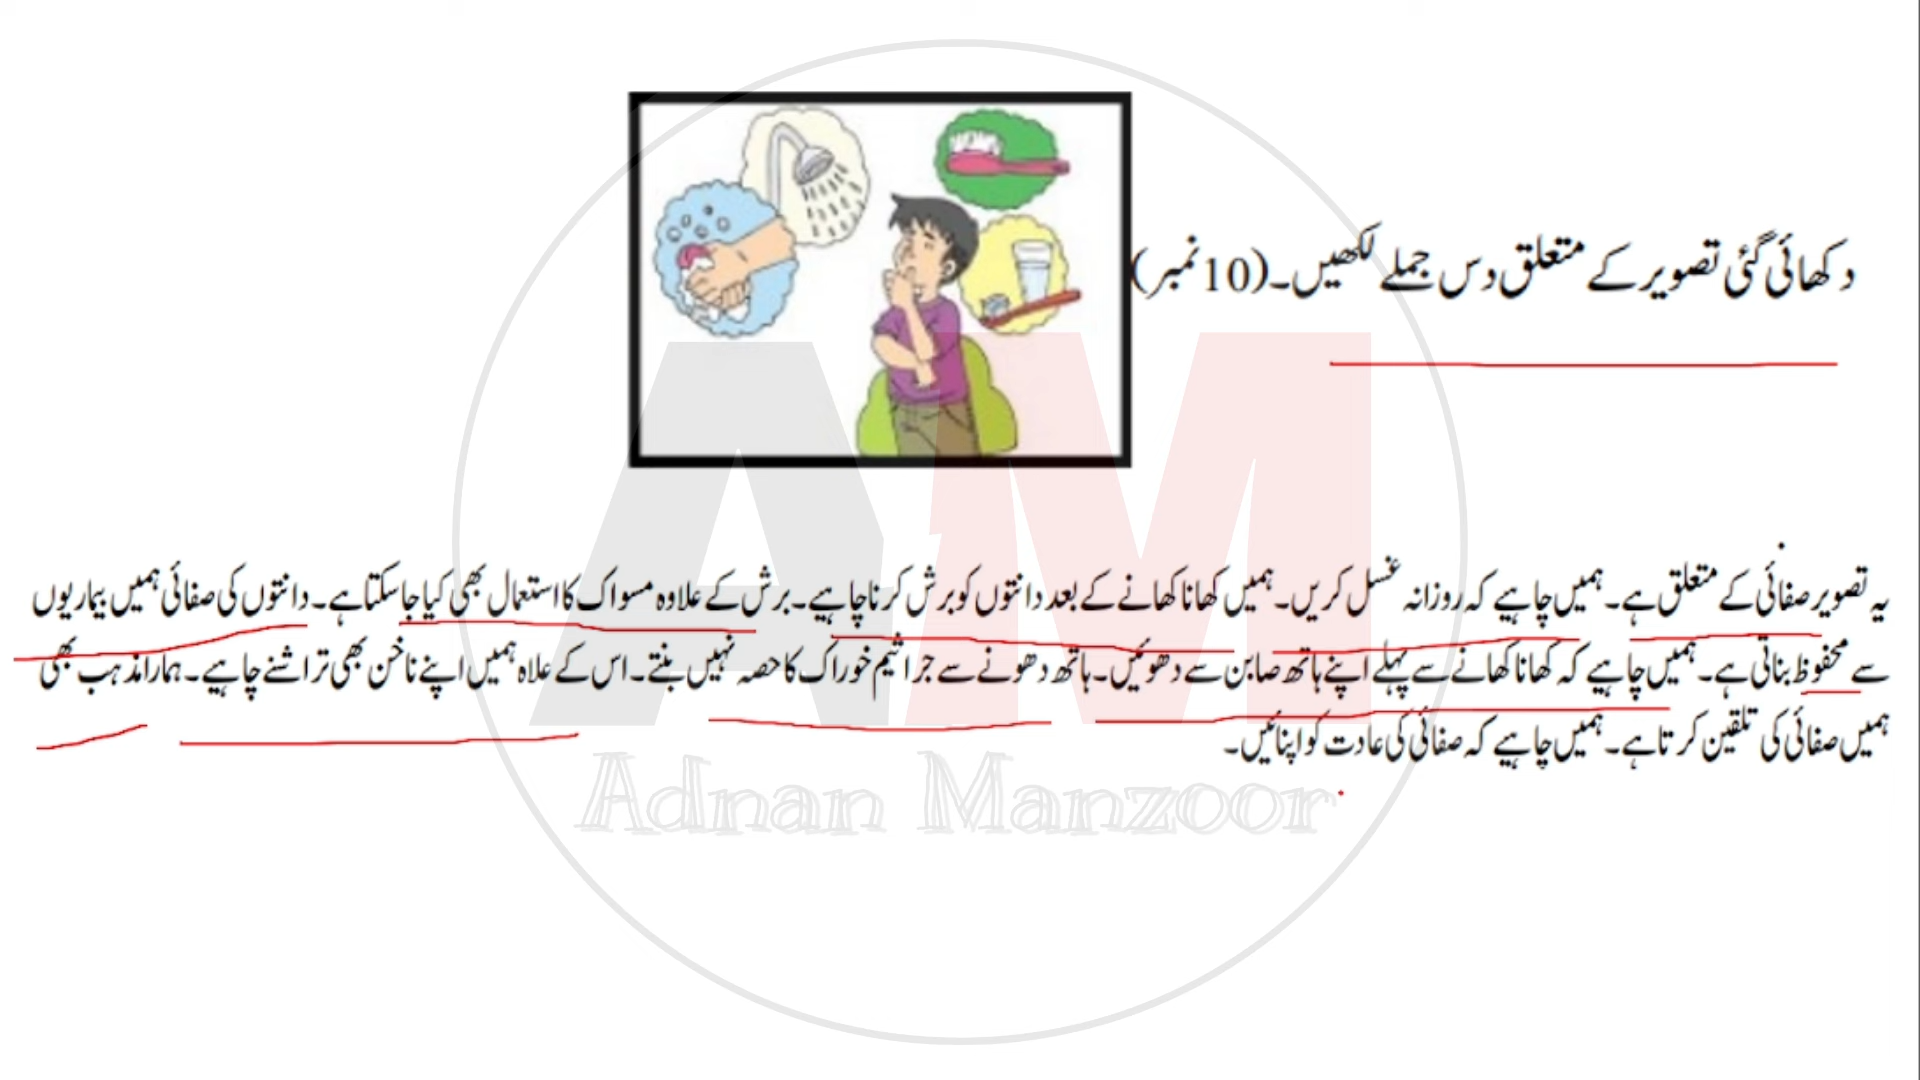 دکھائی گئی تصویر کے متعلق دس جملے لکھیں۔(10نمبر)
یہ تصویر صفائی کے متعلق ہے۔ ہمیں چاہیے کہ روزانہ غسل کریں۔ ہمیں کھانا کھانے کے بعد دانتوں کو برش کرنا چاہیے۔ برش کے علاوہ مسواک کا استعمال بھی کیا جا سکتا ہے۔ دانتوں کی صفائی ہمیں بیماریوں
سے محفوظ بناتی ہے۔ ہمیں چاہیے کہ کھانا کھانے سے پہلے اپنے ہاتھ صابن سے دھوئیں۔ ہاتھ دھونے سے جراثیم خوراک کا حصہ نہیں بنتے۔ اس کے علاہ ہمیں اپنے ناخن بھی تراشنے چاہیے۔ ہمارا مذہب بھی
ہمیں صفائی کی تلقین کرتا ہے۔ ہمیں چاہیے کہ صفائی کی عادت کو اپنائیں۔
AM
Adnan Manzoor